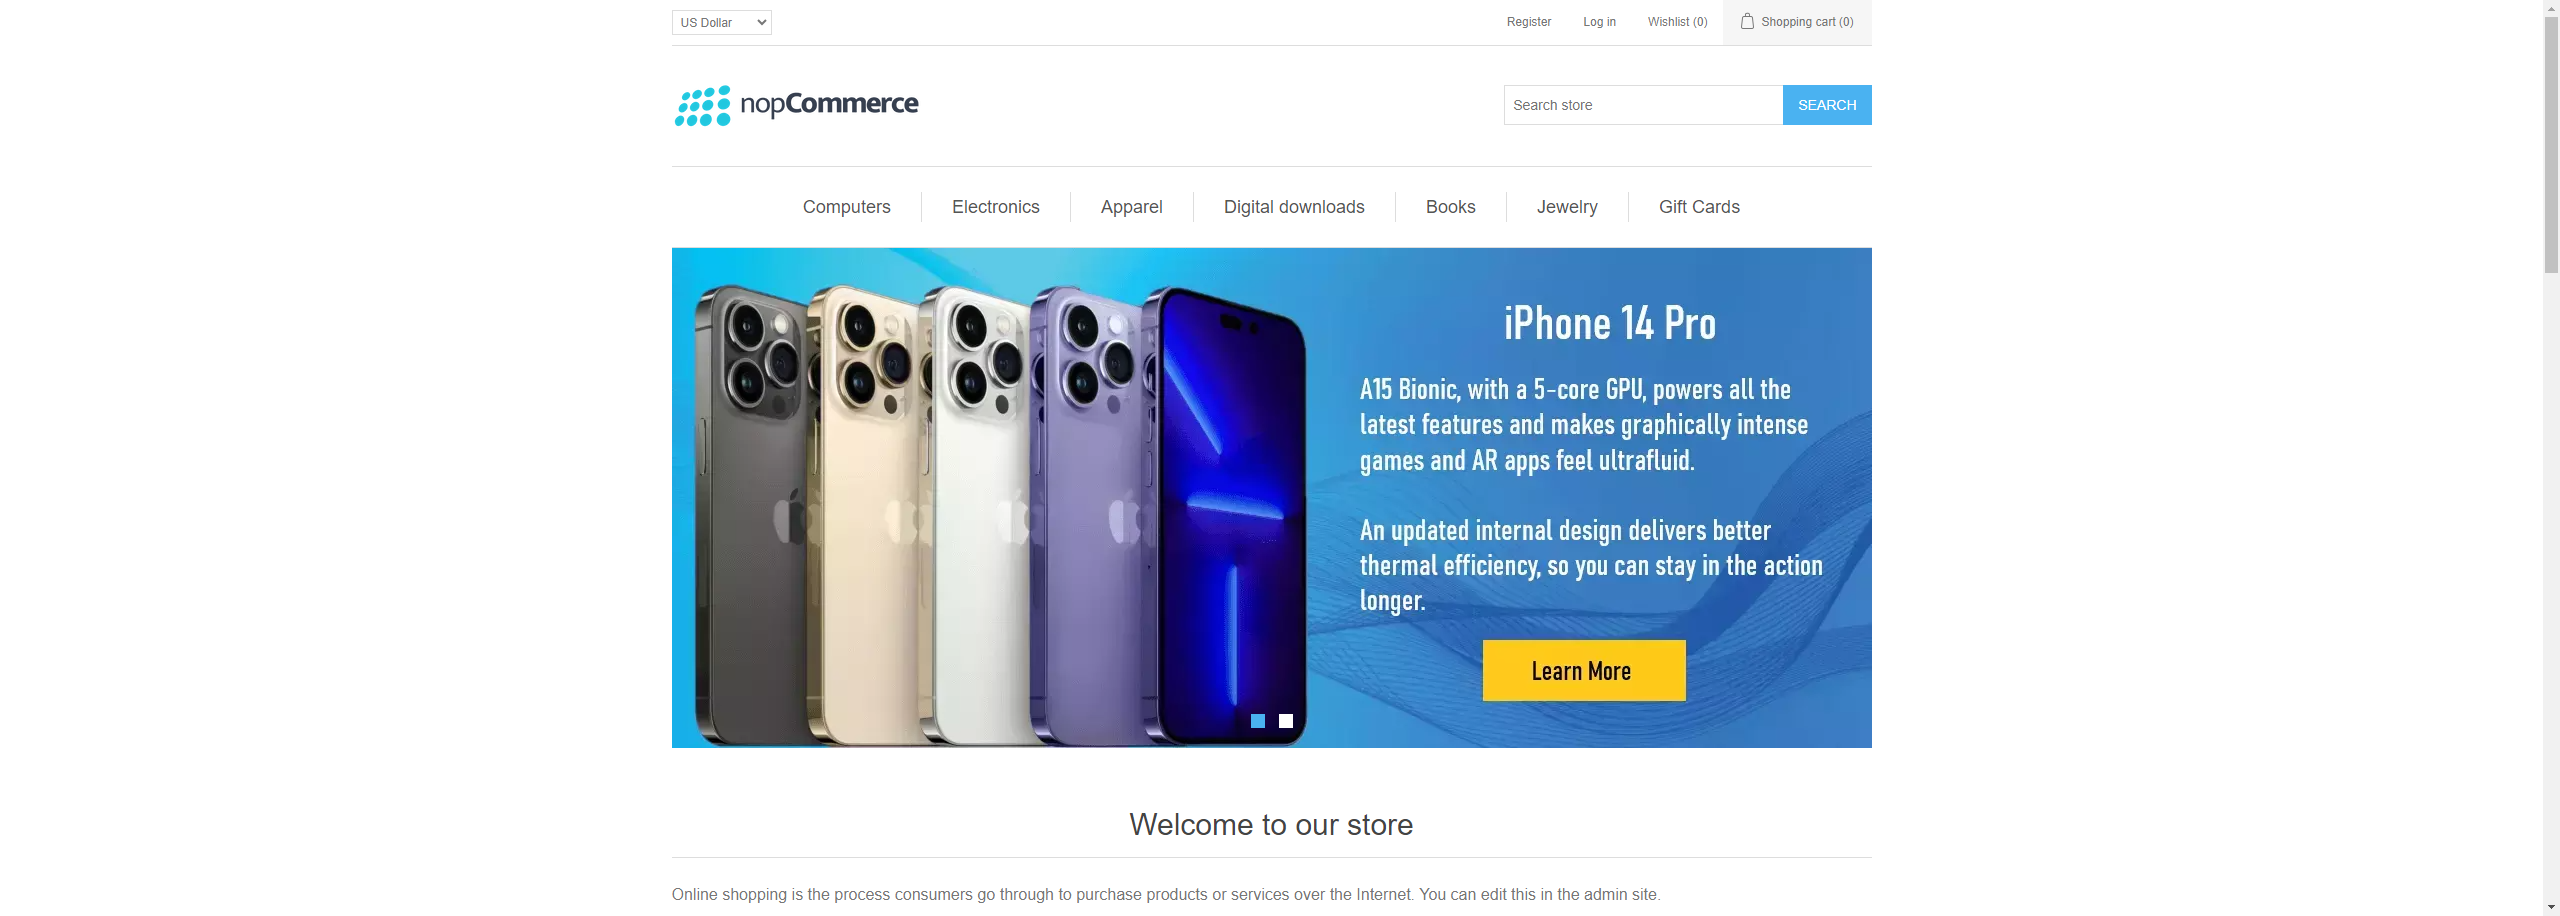 US Dollar
Register
Log in
Wishlist (0)
Shopping cart (0)
nopCommerce
Search store
SEARCH
Computers
Electronics
Apparel
Digital downloads
Books
Jewelry
Gift Cards
iPhone 14 Pro
A15 Bionic, with a 5-core GPU, powers all the
latest features and makes graphically intense
games and AR apps feel ultrafluid.
An updated internal design delivers better
thermal efficiency, so you can stay in the action
longer.
Learn More
Welcome to our store
Online shopping is the process consumers go through to purchase products or services over the Internet. You can edit this in the admin site.